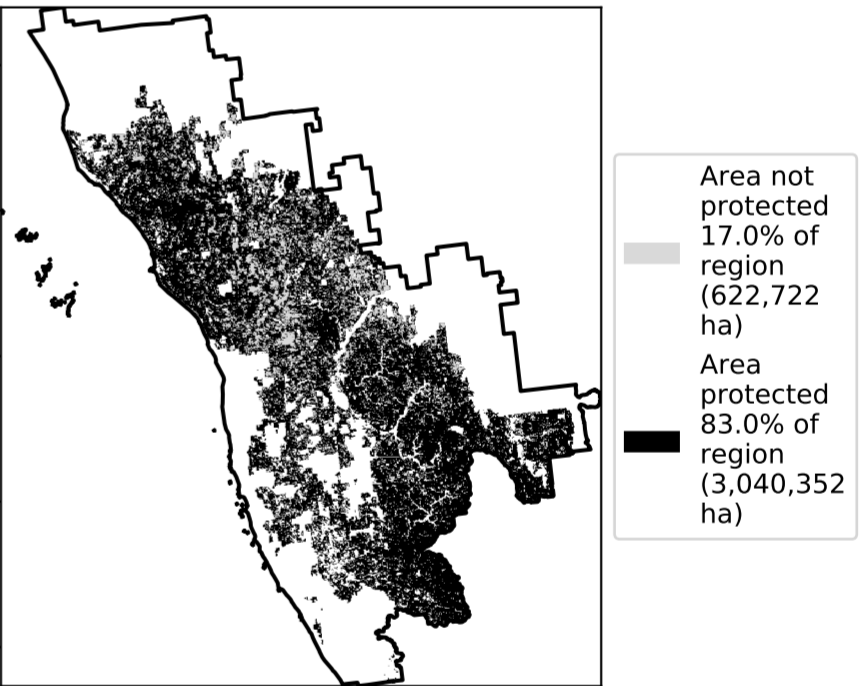 Area not
protected
17.0% of
region
(622,722
ha)
Area
protected
83.0% of
region
(3,040,352
ha)